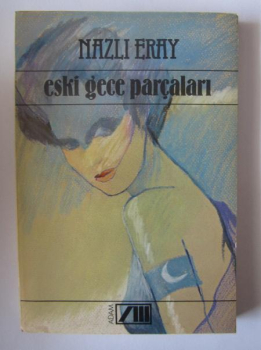 NAZLI ERAY
eski gece parçaları
ADAM